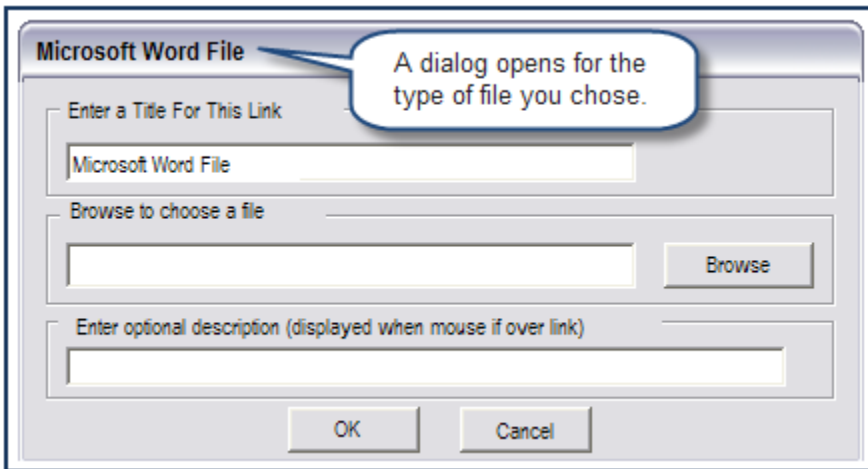 Microsoft Word File
A dialog opens for the
type of file you chose.
Enter a Title For This Link
Microsoft Word File
Browse to choose a file
Browse
Enter optional description (displayed when mouse if over link)
OK
Cancel